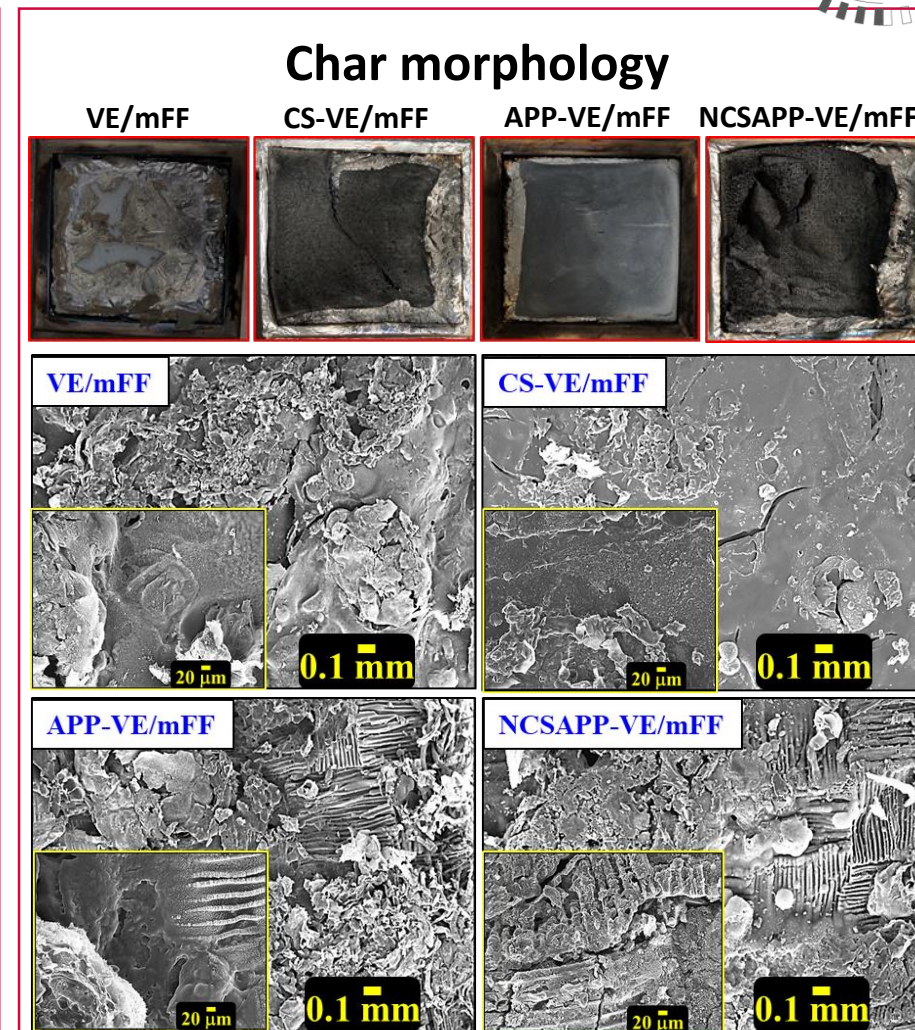 Char morphology
VE/mFF CS-VE/mFF APP-VE/mFF NCSAPP-VE/mFF
VE/mFF
20 μm
0.1 mm
CS-VE/mFF
20 μm
0.1 mm
APP-VE/mFF
20 μm
0.1 mm
NCSAPP-VE/mFF
20 μm
0.1 mm